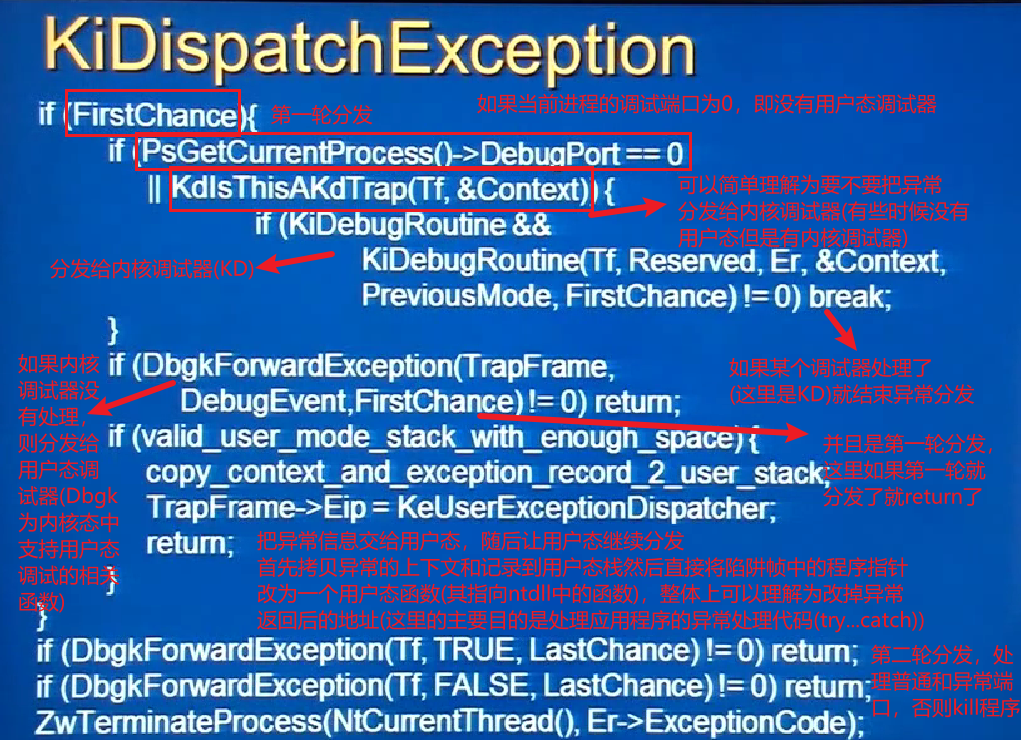 KiDispatchException
if (FirstChance){ 第一轮分发 如果当前进程的调试端口为0，即没有用户态调试器
if (PsGetCurrentProcess()->DebugPort == 0
|| KdIsThisAKdTrap(Tf, &Context)) {
可以简单理解为要不要把异常
分发给内核调试器(有些时候没有
用户态但是有内核调试器)
if (KiDebugRoutine &&
分发给内核调试器(KD)
KiDebugRoutine(Tf, Reserved, Er, &Context,
PreviousMode, FirstChance) != 0) break;
}
如果某个调试器处理了
(这里是KD)就结束异常分发
如果内核
调试器没
有处理，
则分发给
用户态调
试器(Dbgk
为内核态中
支持用户态
调试的相关
函数)
if (DbgkForwardException(TrapFrame,
DebugEvent,FirstChance) != 0) return;
并且是第一轮分发，
这里如果第一轮就
分发了就return了
if (valid_user_mode_stack_with_enough_space) {
copy_context_and_exception_record_2_user_stack;
TrapFrame->Eip = KeUserExceptionDispatcher;
return;
把异常信息交给用户态，随后让用户态继续分发
首先拷贝异常的上下文和记录到用户态栈然后直接将陷阱帧中的程序指针
改为一个用户态函数(其指向ntdll中的函数)，整体上可以理解为改掉异常
返回后的地址(这里的主要目的是处理应用程序的异常处理代码(try...catch))
}
}
if (DbgkForwardException(Tf, TRUE, LastChance) != 0) return;
if (DbgkForwardException(Tf, FALSE, LastChance) != 0) return;
ZwTerminateProcess(NtCurrentThread(), Er->ExceptionCode);
第二轮分发，处
理普通和异常端
口，否则kill程序